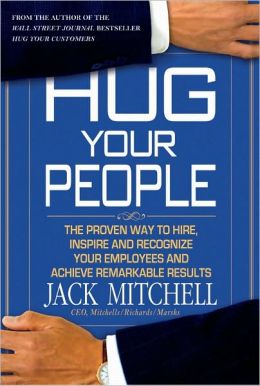 FROM THE AUTHOR OF THE
WALL STREET JOURNAL BESTSELLER
HUG YOUR CUSTOMERS
HUG
YOUR
PEOPLE
THE PROVEN WAY TO HIRE,
INSPIRE AND RECOGNIZE
YOUR EMPLOYEES AND
ACHIEVE REMARKABLE RESULTS
JACK MITCHELL
CEO, Mitchells/Richards/Marshs